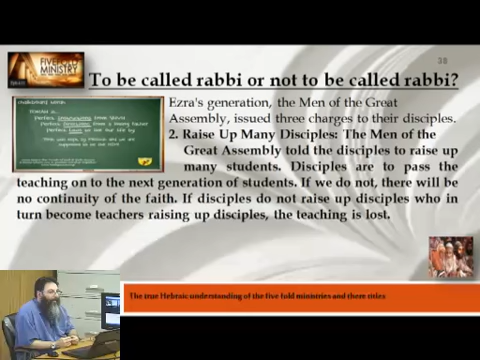 38
FIVEFOLD
MINISTRY
To be called rabbi or not to be called rabbi?
Ezra's generation, the Men of the Great
Assembly, issued three charges to their disciples.
2. Raise Up Many Disciples: The Men of the
Great Assembly told the disciples to raise up
many students. Disciples are to pass the
teaching on to the next generation of students. If we do not, there will be
no continuity of the faith. If disciples do not raise up disciples who in
turn become teachers raising up disciples, the teaching is lost.
The true Hebraic understanding of the five fold ministries and there titles